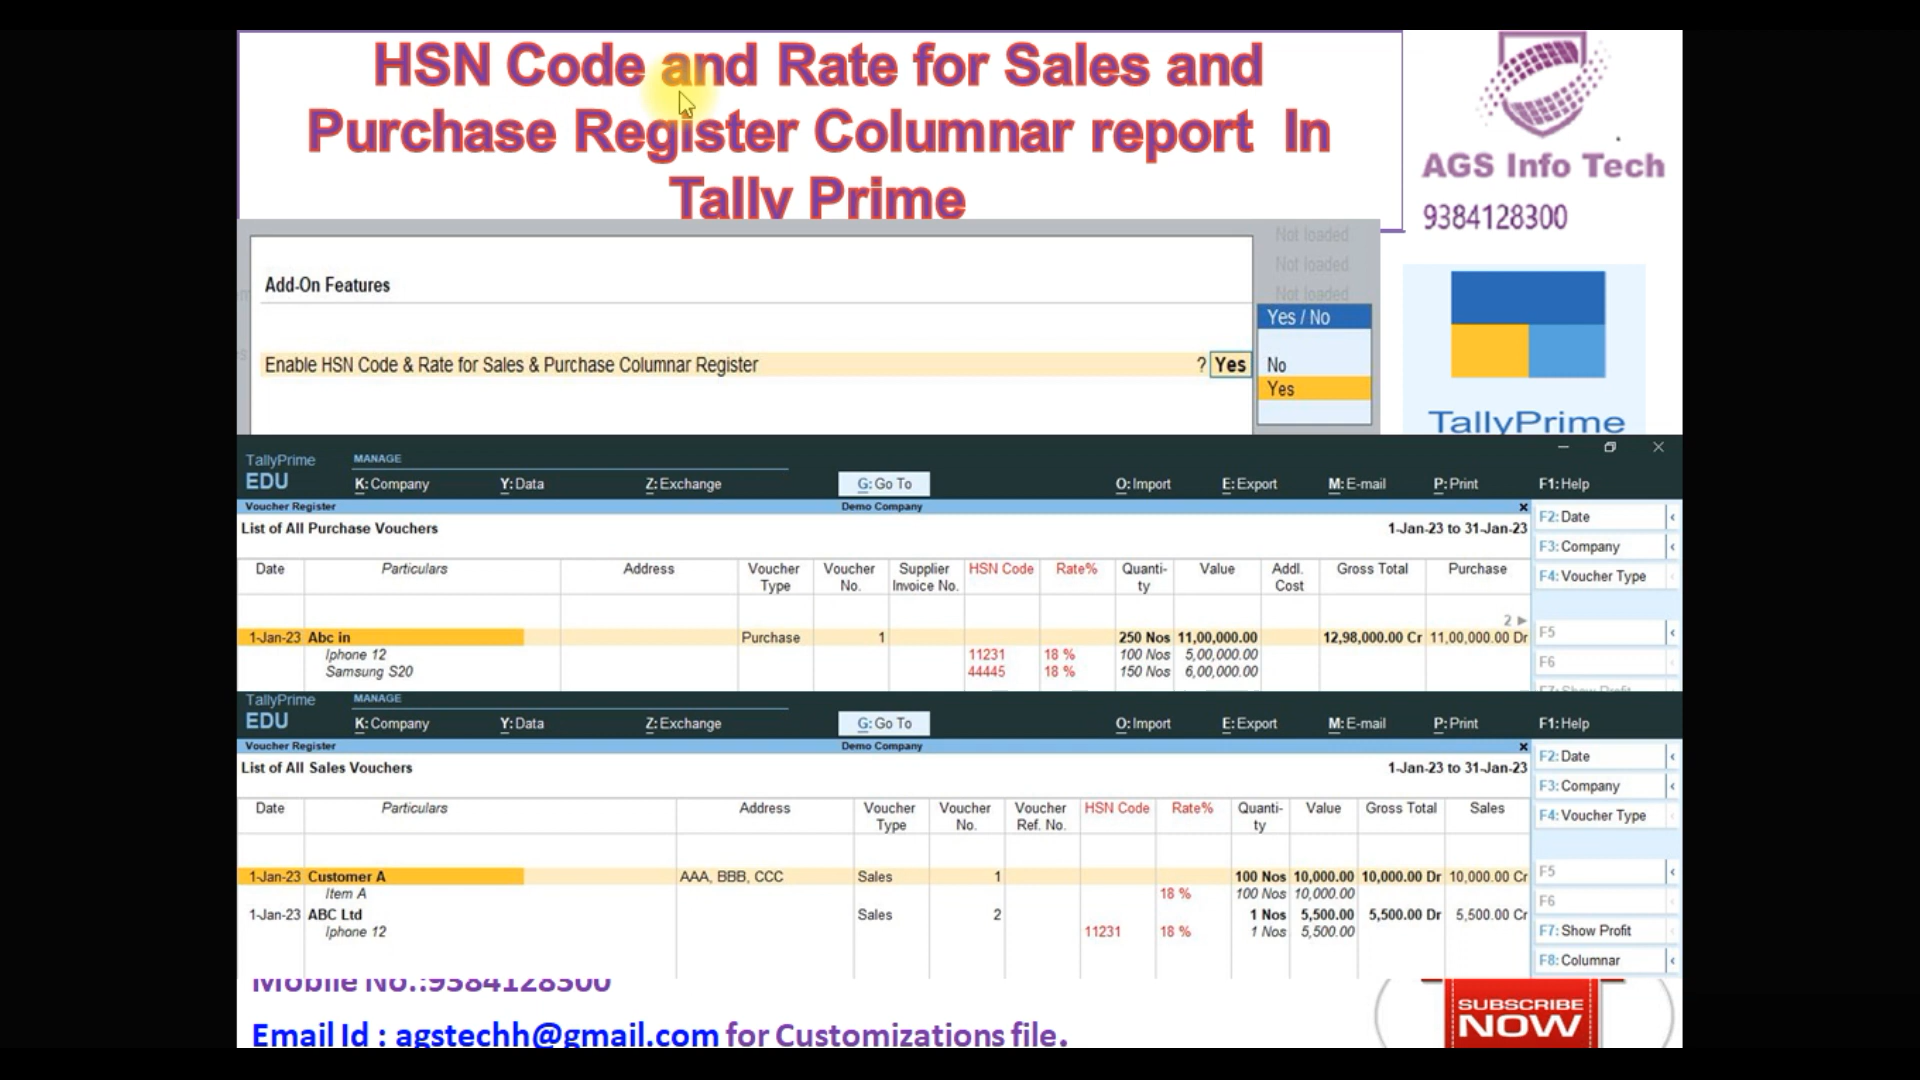 HSN Code and Rate for Sales and
Purchase Register Columnar report In
Tally Prime
AGS Info Tech
9384128300
TallyPrime
Not loaded
Not loaded
Not loaded
Add-On Features
Enable HSN Code & Rate for Sales & Purchase Columnar Register ? Yes
Yes / No
No
Yes
TallyPrime MANAGE
EDU K: Company Y: Data Z: Exchange G: Go To O: Import E: Export M: E-mail P: Print F1: Help
Voucher Register Demo Company x
List of All Purchase Vouchers 1-Jan-23 to 31-Jan-23
Date Particulars Address Voucher Type Voucher No. Supplier Invoice No. HSN Code Rate% Quanti-ty Value Addl. Cost Gross Total Purchase
2
1-Jan-23 Abc in Purchase 1 250 Nos 11,00,000.00 12,98,000.00 Cr 11,00,000.00 Dr
Iphone 12 11231 18 % 100 Nos 5,00,000.00
Samsung S20 44445 18 % 150 Nos 6,00,000.00
F2: Date
F3: Company
F4: Voucher Type
F5
F6
F7: Show Profit
TallyPrime MANAGE
EDU K: Company Y: Data Z: Exchange G: Go To O: Import E: Export M: E-mail P: Print F1: Help
Voucher Register Demo Company x
List of All Sales Vouchers 1-Jan-23 to 31-Jan-23
Date Particulars Address Voucher Type Voucher No. Voucher Ref. No. HSN Code Rate% Quanti-ty Value Gross Total Sales
1-Jan-23 Customer A AAA, BBB, CCC Sales 1 100 Nos 10,000.00 10,000.00 Dr 10,000.00 Cr
Item A 18 % 100 Nos 10,000.00
1-Jan-23 ABC Ltd Sales 2 1 Nos 5,500.00 5,500.00 Dr 5,500.00 Cr
Iphone 12 11231 18 % 1 Nos 5,500.00
F2: Date
F3: Company
F4: Voucher Type
F5
F6
F7: Show Profit
F8: Columnar
Mobile No.:9384128300
Email Id : agstechh@gmail.com for Customizations file.
SUBSCRIBE
NOW